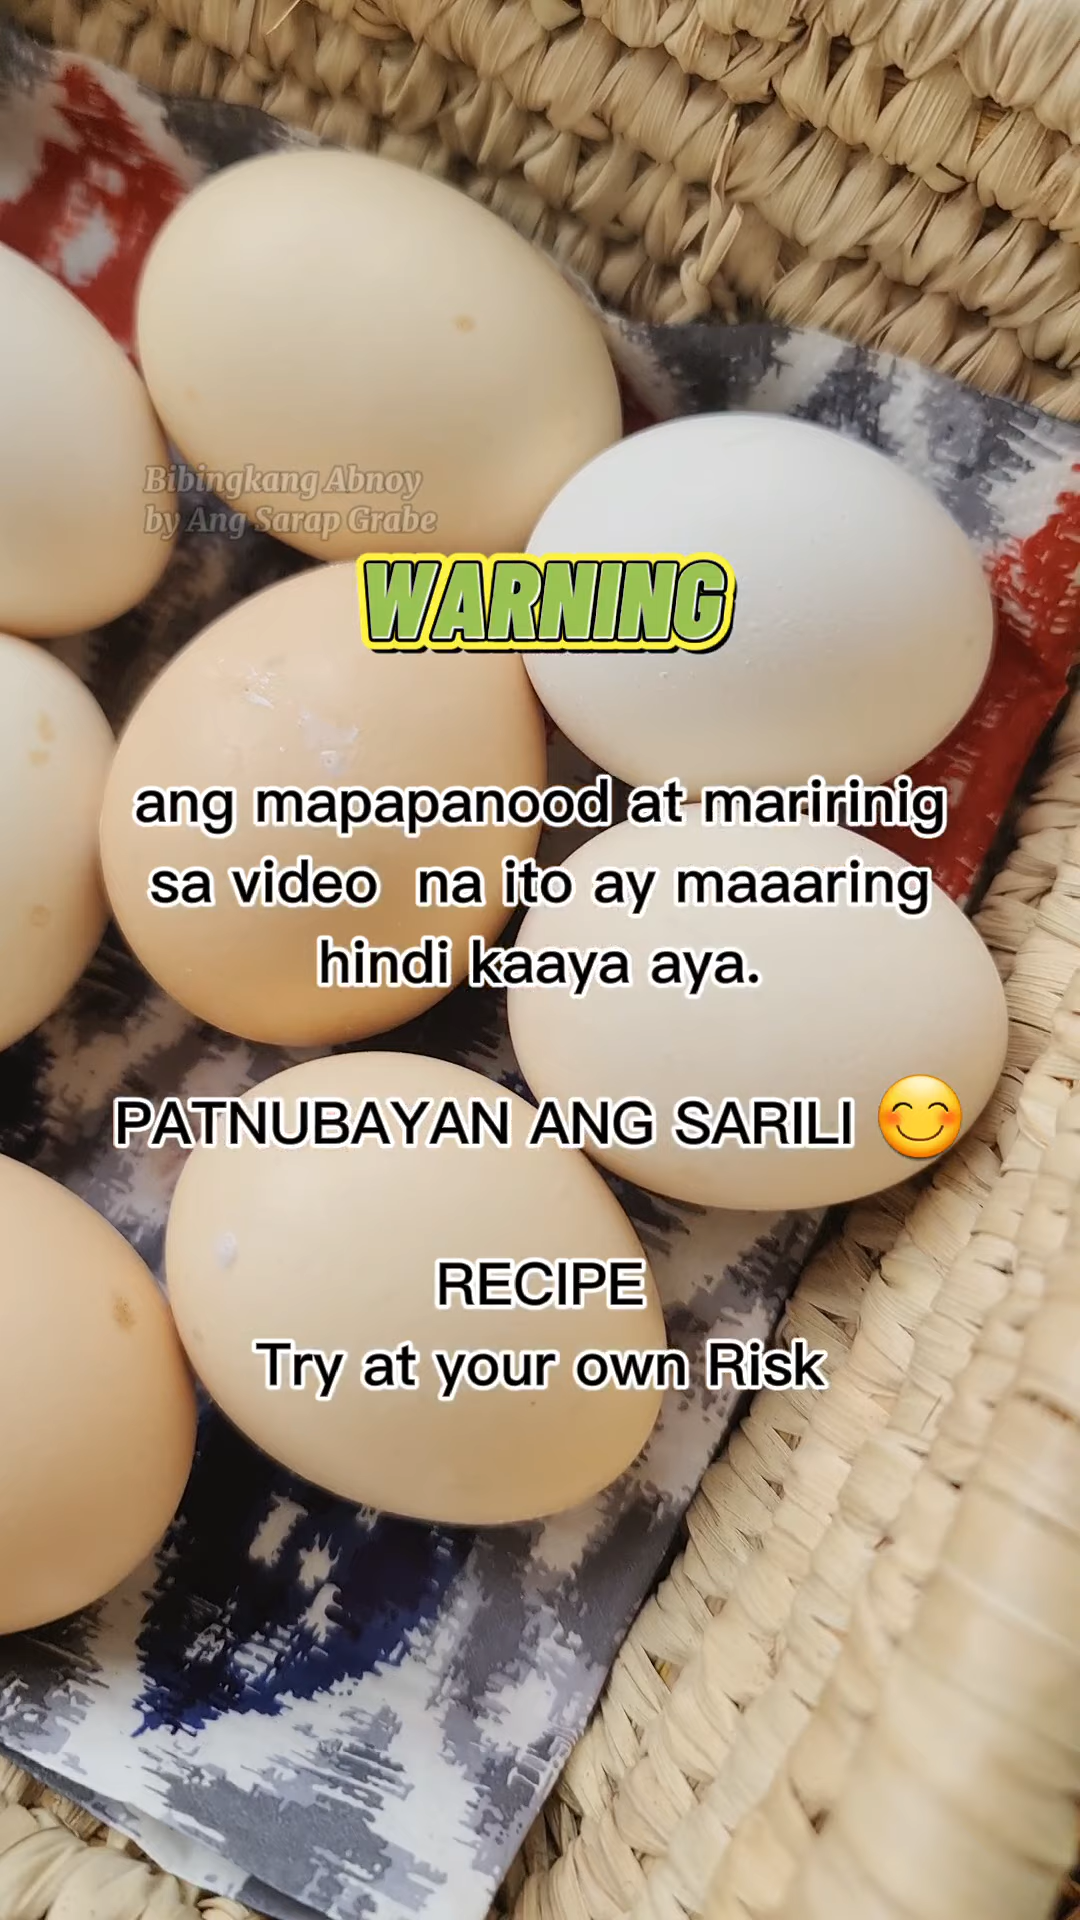 Bibingkang Abnoy
by Ang Sarap Grabe
WARNING
ang mapapanood at maririnig
sa video na ito ay maaaring
hindi kaaya aya.
PATNUBAYAN ANG SARILI 😊
RECIPE
Try at your own Risk